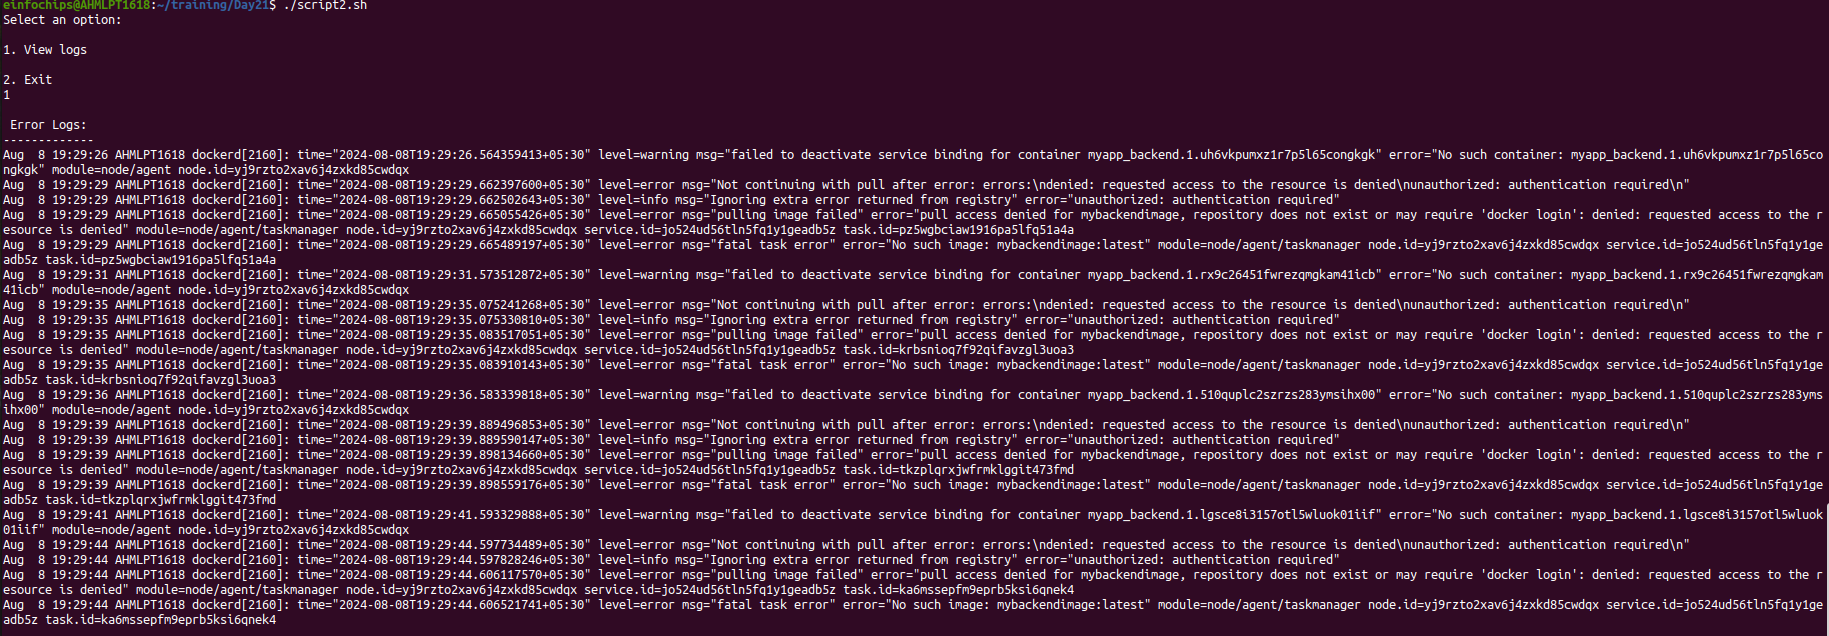 einfochips@AHMLPT1618:~/training/Day21$ ./script2.sh
Select an option:
1. View logs
2. Exit
1
 Error Logs:
-------------
Aug  8 19:29:26 AHMLPT1618 dockerd[2160]: time="2024-08-08T19:29:26.564359413+05:30" level=warning msg="failed to deactivate service binding for container myapp_backend.1.uh6vkpumxz1r7p5l65congkgk" error="No such container: myapp_backend.1.uh6vkpumxz1r7p5l65co
ngkgk" module=node/agent node.id=yj9rzto2xav6j4zxkd85cwdqx
Aug  8 19:29:29 AHMLPT1618 dockerd[2160]: time="2024-08-08T19:29:29.662397600+05:30" level=error msg="Not continuing with pull after error: errors:\ndenied: requested access to the resource is denied\nunauthorized: authentication required\n"
Aug  8 19:29:29 AHMLPT1618 dockerd[2160]: time="2024-08-08T19:29:29.662502643+05:30" level=info msg="Ignoring extra error returned from registry" error="unauthorized: authentication required"
Aug  8 19:29:29 AHMLPT1618 dockerd[2160]: time="2024-08-08T19:29:29.665055426+05:30" level=error msg="pulling image failed" error="pull access denied for mybackendimage, repository does not exist or may require 'docker login': denied: requested access to the r
esource is denied" module=node/agent/taskmanager node.id=yj9rzto2xav6j4zxkd85cwdqx service.id=jo524ud56tln5fq1y1geadb5z task.id=pz5wgbciaw1916pa5lfq51a4a
Aug  8 19:29:29 AHMLPT1618 dockerd[2160]: time="2024-08-08T19:29:29.665489197+05:30" level=error msg="fatal task error" error="No such image: mybackendimage:latest" module=node/agent/taskmanager node.id=yj9rzto2xav6j4zxkd85cwdqx service.id=jo524ud56tln5fq1y1ge
adb5z task.id=pz5wgbciaw1916pa5lfq51a4a
Aug  8 19:29:31 AHMLPT1618 dockerd[2160]: time="2024-08-08T19:29:31.573512872+05:30" level=warning msg="failed to deactivate service binding for container myapp_backend.1.rx9c26451fwrezqmgkam41icb" error="No such container: myapp_backend.1.rx9c26451fwrezqmgkam
41icb" module=node/agent node.id=yj9rzto2xav6j4zxkd85cwdqx
Aug  8 19:29:35 AHMLPT1618 dockerd[2160]: time="2024-08-08T19:29:35.075241268+05:30" level=error msg="Not continuing with pull after error: errors:\ndenied: requested access to the resource is denied\nunauthorized: authentication required\n"
Aug  8 19:29:35 AHMLPT1618 dockerd[2160]: time="2024-08-08T19:29:35.075330810+05:30" level=info msg="Ignoring extra error returned from registry" error="unauthorized: authentication required"
Aug  8 19:29:35 AHMLPT1618 dockerd[2160]: time="2024-08-08T19:29:35.083517051+05:30" level=error msg="pulling image failed" error="pull access denied for mybackendimage, repository does not exist or may require 'docker login': denied: requested access to the r
esource is denied" module=node/agent/taskmanager node.id=yj9rzto2xav6j4zxkd85cwdqx service.id=jo524ud56tln5fq1y1geadb5z task.id=krbsnioq7f92qifavzgl3uoa3
Aug  8 19:29:35 AHMLPT1618 dockerd[2160]: time="2024-08-08T19:29:35.083910143+05:30" level=error msg="fatal task error" error="No such image: mybackendimage:latest" module=node/agent/taskmanager node.id=yj9rzto2xav6j4zxkd85cwdqx service.id=jo524ud56tln5fq1y1ge
adb5z task.id=krbsnioq7f92qifavzgl3uoa3
Aug  8 19:29:36 AHMLPT1618 dockerd[2160]: time="2024-08-08T19:29:36.583339818+05:30" level=warning msg="failed to deactivate service binding for container myapp_backend.1.510quplc2szrzs283ymsihx00" error="No such container: myapp_backend.1.510quplc2szrzs283yms
ihx00" module=node/agent node.id=yj9rzto2xav6j4zxkd85cwdqx
Aug  8 19:29:39 AHMLPT1618 dockerd[2160]: time="2024-08-08T19:29:39.889496853+05:30" level=error msg="Not continuing with pull after error: errors:\ndenied: requested access to the resource is denied\nunauthorized: authentication required\n"
Aug  8 19:29:39 AHMLPT1618 dockerd[2160]: time="2024-08-08T19:29:39.889590147+05:30" level=info msg="Ignoring extra error returned from registry" error="unauthorized: authentication required"
Aug  8 19:29:39 AHMLPT1618 dockerd[2160]: time="2024-08-08T19:29:39.898134660+05:30" level=error msg="pulling image failed" error="pull access denied for mybackendimage, repository does not exist or may require 'docker login': denied: requested access to the r
esource is denied" module=node/agent/taskmanager node.id=yj9rzto2xav6j4zxkd85cwdqx service.id=jo524ud56tln5fq1y1geadb5z task.id=tkzplqrxjwfrmklggit473fmd
Aug  8 19:29:39 AHMLPT1618 dockerd[2160]: time="2024-08-08T19:29:39.898559176+05:30" level=error msg="fatal task error" error="No such image: mybackendimage:latest" module=node/agent/taskmanager node.id=yj9rzto2xav6j4zxkd85cwdqx service.id=jo524ud56tln5fq1y1ge
adb5z task.id=tkzplqrxjwfrmklggit473fmd
Aug  8 19:29:41 AHMLPT1618 dockerd[2160]: time="2024-08-08T19:29:41.593329888+05:30" level=warning msg="failed to deactivate service binding for container myapp_backend.1.lgsce8i3157otl5wluok01iif" error="No such container: myapp_backend.1.lgsce8i3157otl5wluok
01iif" module=node/agent node.id=yj9rzto2xav6j4zxkd85cwdqx
Aug  8 19:29:44 AHMLPT1618 dockerd[2160]: time="2024-08-08T19:29:44.597734489+05:30" level=error msg="Not continuing with pull after error: errors:\ndenied: requested access to the resource is denied\nunauthorized: authentication required\n"
Aug  8 19:29:44 AHMLPT1618 dockerd[2160]: time="2024-08-08T19:29:44.597828246+05:30" level=info msg="Ignoring extra error returned from registry" error="unauthorized: authentication required"
Aug  8 19:29:44 AHMLPT1618 dockerd[2160]: time="2024-08-08T19:29:44.606117570+05:30" level=error msg="pulling image failed" error="pull access denied for mybackendimage, repository does not exist or may require 'docker login': denied: requested access to the r
esource is denied" module=node/agent/taskmanager node.id=yj9rzto2xav6j4zxkd85cwdqx service.id=jo524ud56tln5fq1y1geadb5z task.id=ka6mssepfm9eprb5ksi6qnek4
Aug  8 19:29:44 AHMLPT1618 dockerd[2160]: time="2024-08-08T19:29:44.606521741+05:30" level=error msg="fatal task error" error="No such image: mybackendimage:latest" module=node/agent/taskmanager node.id=yj9rzto2xav6j4zxkd85cwdqx service.id=jo524ud56tln5fq1y1ge
adb5z task.id=ka6mssepfm9eprb5ksi6qnek4